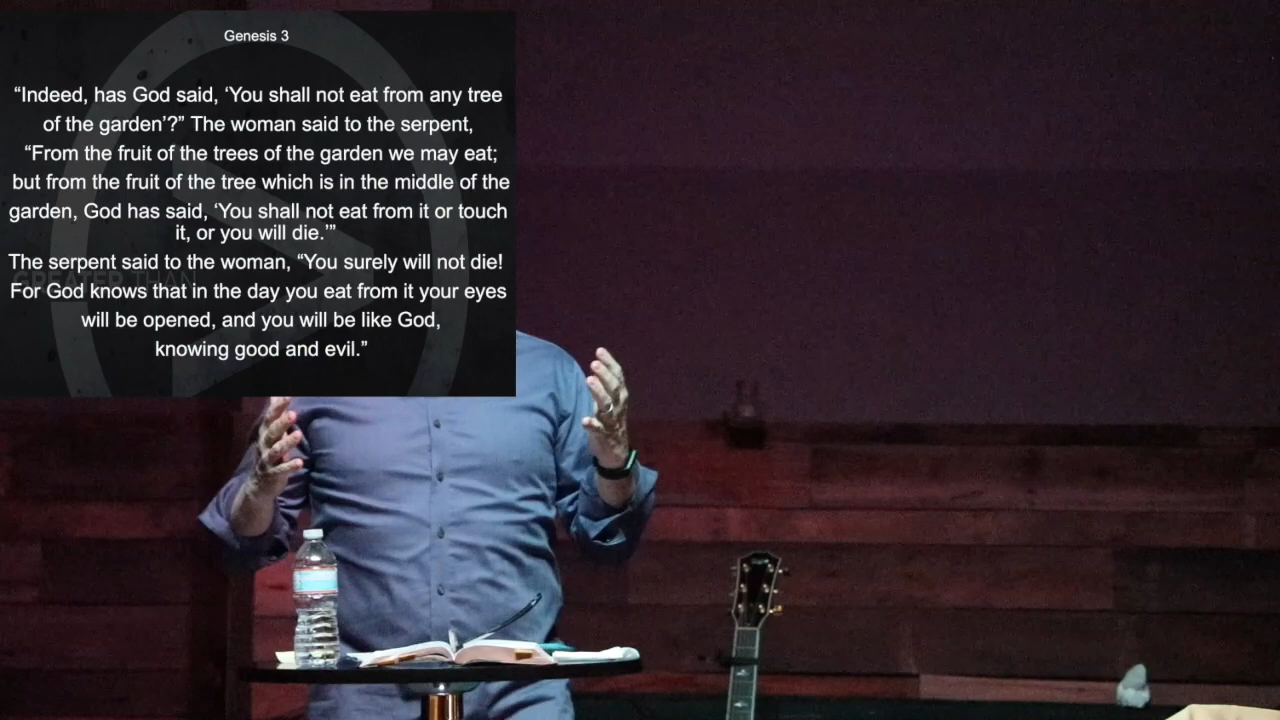 Genesis 3
“Indeed, has God said, ‘You shall not eat from any tree
of the garden’?” The woman said to the serpent,
“From the fruit of the trees of the garden we may eat;
but from the fruit of the tree which is in the middle of the
garden, God has said, ‘You shall not eat from it or touch
it, or you will die.’”
The serpent said to the woman, “You surely will not die!
GREATER THAN
For God knows that in the day you eat from it your eyes
will be opened, and you will be like God,
knowing good and evil.”